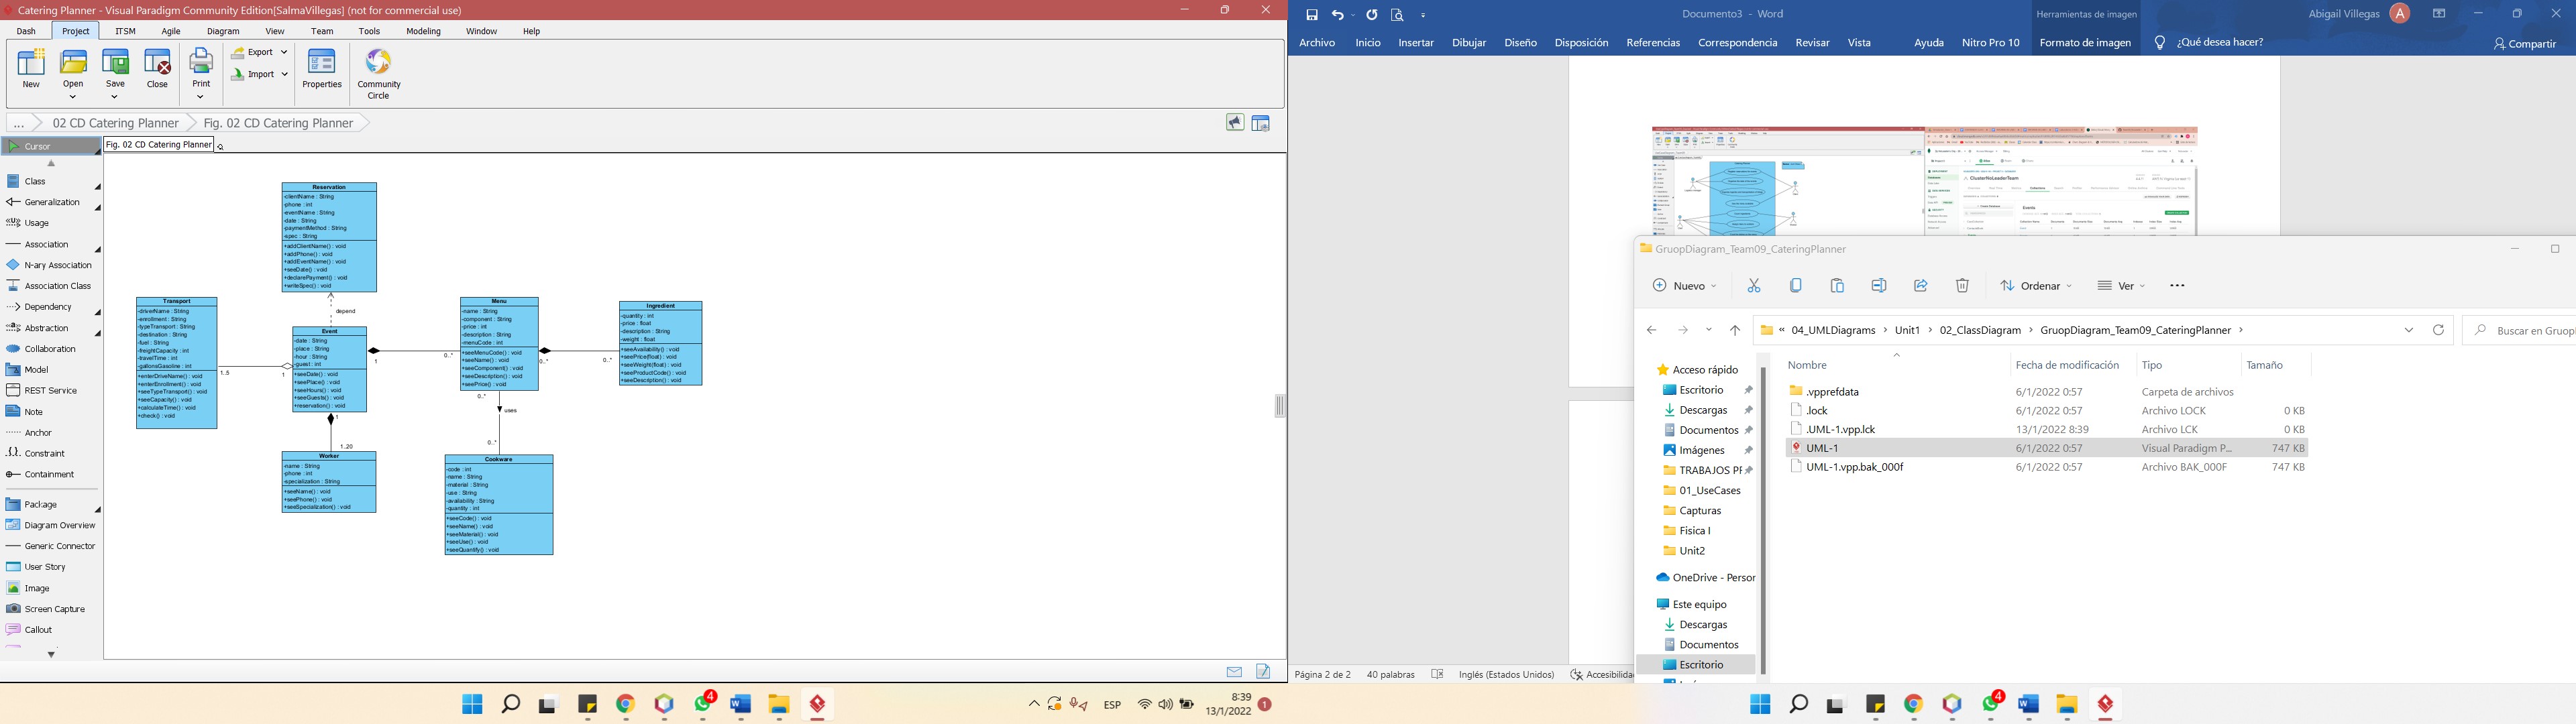 Catering Planner - Visual Paradigm Community Edition[SalmaVillegas] (not for commercial use)
Dash Project ITSM Agile Diagram View Team Tools Modeling Window Help
New Open Save Close Print Export Import Properties Community Circle
... 02 CD Catering Planner Fig. 02 CD Catering Planner
Cursor
Fig. 02 CD Catering Planner
Class
Generalization
Usage
Association
N-ary Association
Association Class
Dependency
Abstraction
Collaboration
Model
REST Service
Note
Anchor
Constraint
Containment
Package
Diagram Overview
Generic Connector
User Story
Image
Screen Capture
Callout
Reservation
-clientName : String
-phone : int
-eventName : String
-date : String
-paymentMethod : String
-spec : String
+addClientName() : void
+addPhone() : void
+addEventName() : void
+seeDate() : void
+declarePayment() : void
+writeSpec() : void
depend
Transport
-driverName : String
-enrollment : String
-typeTransport : String
-destination : String
-fuel : String
-freightCapacity : int
-travelTime : int
-gallonsGasoline : int
+enterDriveName() : void
+enterEnrollment() : void
+seeTypeTransport() : void
+seeCapacity() : void
+calculateTime() : void
+check() : void
1..5
1
Event
-date : String
-place : String
-hour : String
-guest : int
+seeDate() : void
+seePlace() : void
+seeHours() : void
+seeGuests() : void
+reservation() : void
1
0..*
Menu
-name : String
-component : String
-price : int
-description : String
-menuCode : int
+seeMenuCode() : void
+seeName() : void
+seeComponent() : void
+seeDescription() : void
+seePrice() : void
0..*
0..*
Ingredient
-quantity : int
-price : float
-description : String
-weight : float
+seeAvailability() : void
+seePrice(float) : void
+seeWeight(float) : void
+seeProductCode() : void
+seeDescription() : void
1
1..20
Worker
-name : String
-phone : int
-specialization : String
+seeName() : void
+seePhone() : void
+seeSpecialization() : void
0..*
uses
0..*
Cookware
-code : int
-name : String
-material : String
-use : String
-availability : String
-quantity : int
+seeCode() : void
+seeName() : void
+seeMaterial() : void
+seeUse() : void
+seeQuantify() : void
4
ESP
8:39
13/1/2022
1
Documento3 - Word
Herramientas de imagen
Abigail Villegas
A
Archivo Inicio Insertar Dibujar Diseño Disposición Referencias Correspondencia Revisar Vista Ayuda Nitro Pro 10 Formato de imagen ¿Qué desea hacer? Compartir
ClusterNoLeaderTeam
Events
GruopDiagram_Team09_CateringPlanner
Nuevo Ordenar Ver
« 04_UMLDiagrams > Unit1 > 02_ClassDiagram > GruopDiagram_Team09_CateringPlanner >
Buscar en Gruop
Acceso rápido
Escritorio
Descargas
Documentos
Imágenes
TRABAJOS PR
01_UseCases
Capturas
Fisica I
Unit2
OneDrive - Persor
Este equipo
Descargas
Documentos
Escritorio
Nombre Fecha de modificación Tipo Tamaño
.vpprefdata 6/1/2022 0:57 Carpeta de archivos
.lock 6/1/2022 0:57 Archivo LOCK 0 KB
.UML-1.vpp.lck 13/1/2022 8:39 Archivo LCK 0 KB
UML-1 6/1/2022 0:57 Visual Paradigm P... 747 KB
UML-1.vpp.bak_000f 6/1/2022 0:57 Archivo BAK_000F 747 KB
Página 2 de 2 40 palabras Inglés (Estados Unidos) Accesibilida
4